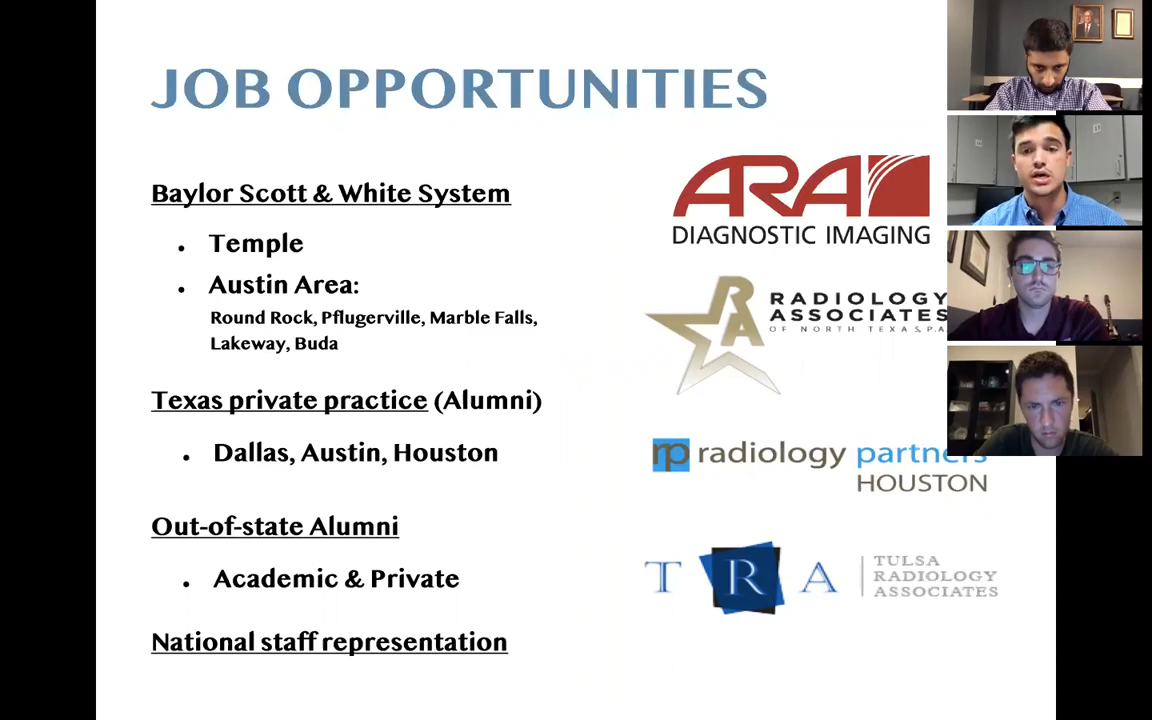 JOB OPPORTUNITIES
Baylor Scott & White System
• Temple
• Austin Area:
Round Rock, Pflugerville, Marble Falls,
Lakeway, Buda
Texas private practice (Alumni)
• Dallas, Austin, Houston
Out-of-state Alumni
• Academic & Private
National staff representation
ARA
DIAGNOSTIC IMAGING
RA
RADIOLOGY
ASSOCIATES
OF NORTH TEXAS, P.A.
rp radiology partners
HOUSTON
T R A
TULSA
RADIOLOGY
ASSOCIATES